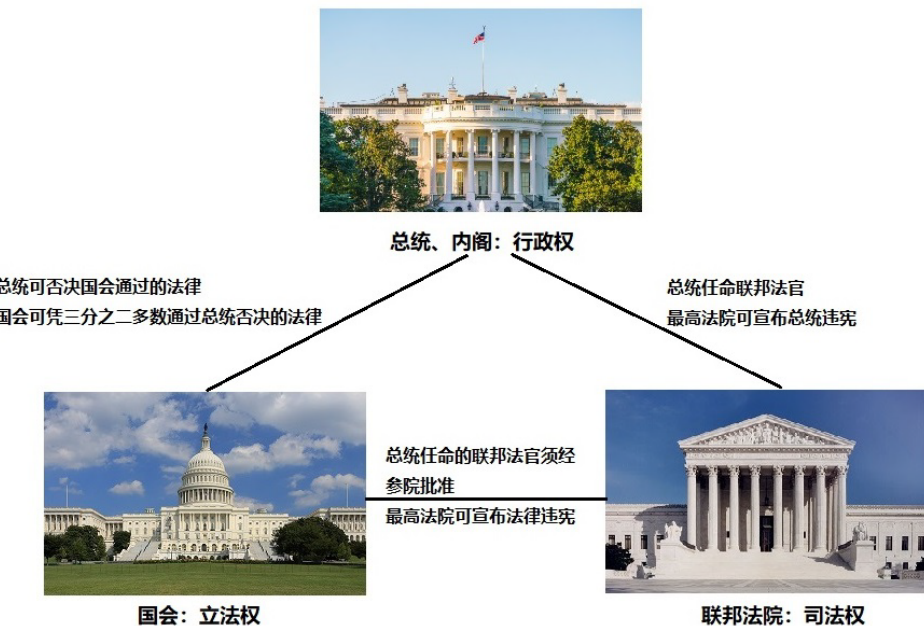 总统、内阁：行政权
总统可否决国会通过的法律
国会可凭三分之二多数通过总统否决的法律
总统任命联邦法官
最高法院可宣布总统违宪
总统任命的联邦法官须经
参院批准
最高法院可宣布法律违宪
国会：立法权
联邦法院：司法权